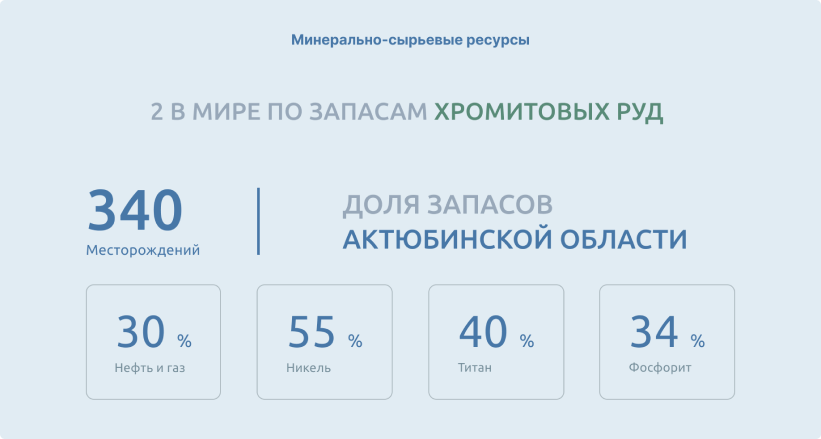 Минерально-сырьевые ресурсы
2 В МИРЕ ПО ЗАПАСАМ ХРОМИТОВЫХ РУД
340
Месторождений
ДОЛЯ ЗАПАСОВ
АКТЮБИНСКОЙ ОБЛАСТИ
30 %
Нефть и газ
55 %
Никель
40 %
Титан
34 %
Фосфорит